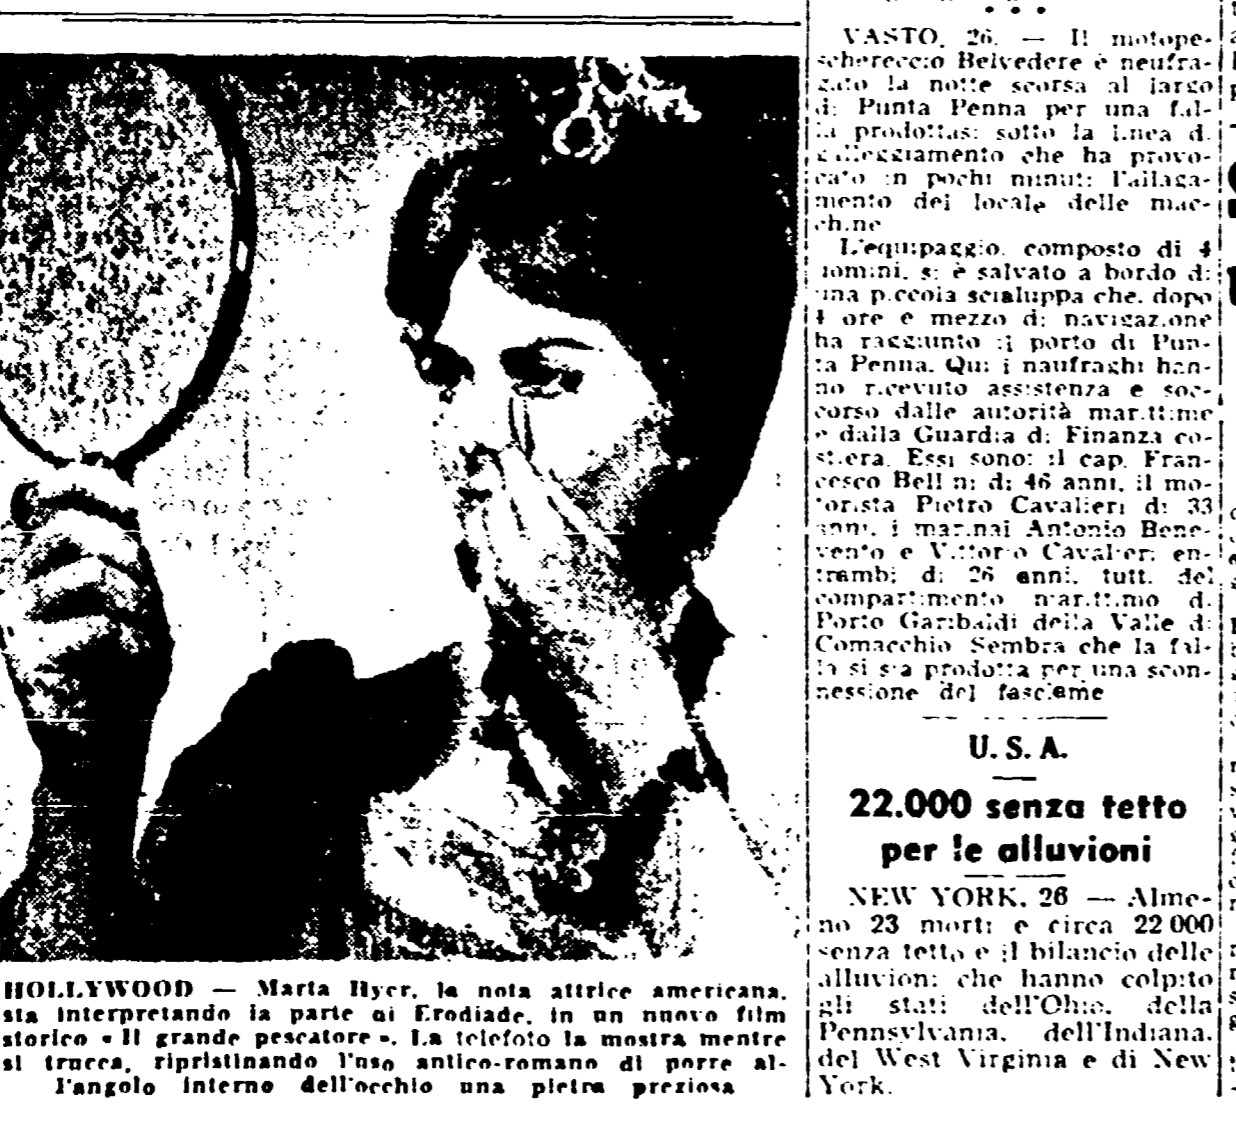 HOLLYWOOD — Marta Hyer, la nota attrice americana,
sta interpretando la parte di Erodiade, in un nuovo film
storico « Il grande pescatore ». La telefoto la mostra mentre
si trucca, ripristinando l'uso antico-romano di porre al-
l'angolo interno dell'occhio una pietra preziosa
VASTO, 26. — Il motope-
schereccio Belvedere è neufra-
gato la notte scorsa al largo
di Punta Penna per una fal-
la prodottasi sotto la linea di
galleggiamento che ha provo-
cato in pochi minuti l'allaga-
mento del locale delle mac-
chine
L'equipaggio, composto di 4
uomini, si è salvato a bordo di
una piccola scialuppa che, dopo
4 ore e mezzo di navigazione
ha raggiunto il porto di Pun-
ta Penna. Qui i naufraghi han-
no ricevuto assistenza e soc-
corso dalle autorità marittime
e dalla Guardia di Finanza co-
stiera. Essi sono: il cap. Fran-
cesco Bellini di 46 anni, il mo-
torista Pietro Cavalieri di 33
anni, i marinai Antonio Bene-
vento e Vittorio Cavalieri en-
trambi di 26 anni, tutti del
compartimento marittimo di
Porto Garibaldi della Valle di
Comacchio Sembra che la fal-
la si sia prodotta per una scon-
nessione del fasciame
U. S. A.
22.000 senza tetto
per le alluvioni
NEW YORK, 26 — Alme-
no 23 morti e circa 22 000
senza tetto e il bilancio delle
alluvioni che hanno colpito
gli stati dell'Ohio, della
Pennsylvania, dell'Indiana,
del West Virginia e di New
York.